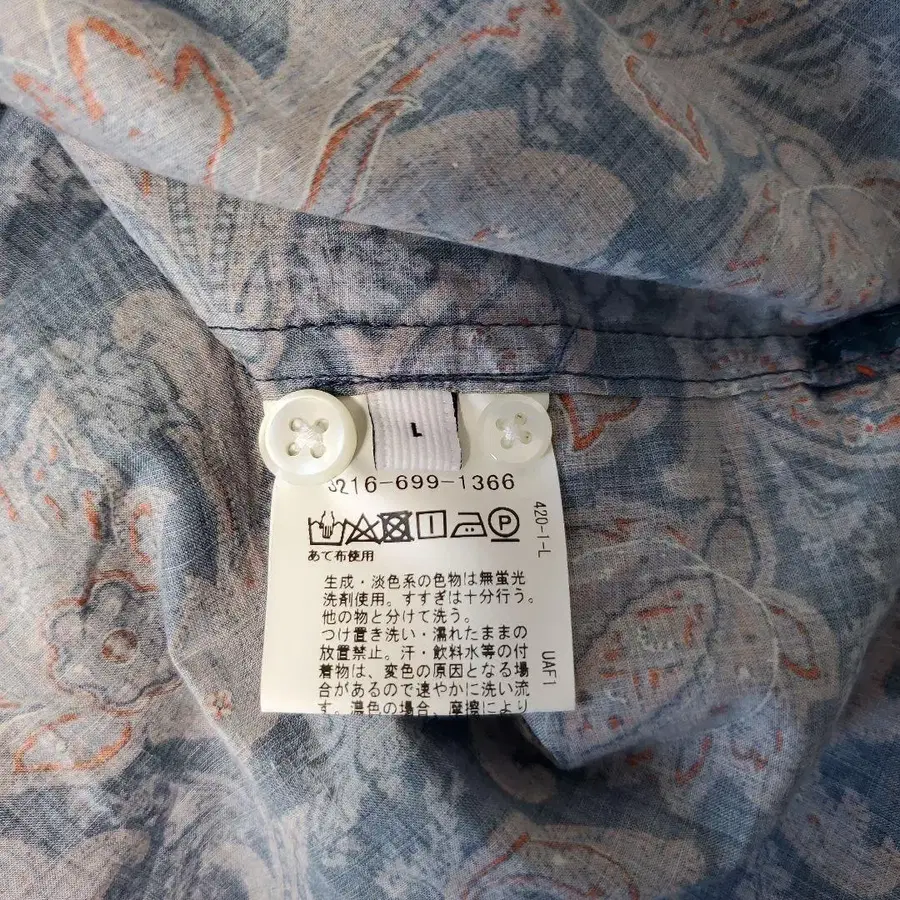 L
3216-699-1366
あて布使用
生成・淡色系の色物は無蛍光
洗剤使用。すすぎは十分行う。
他の物と分けて洗う。
つけ置き洗い・濡れたままの
放置禁止。汗・飲料水等の付
着物は、変色の原因となる場
合があるので速やかに洗い流
す。濃色の場合、摩擦により
420-1-L
UAF1